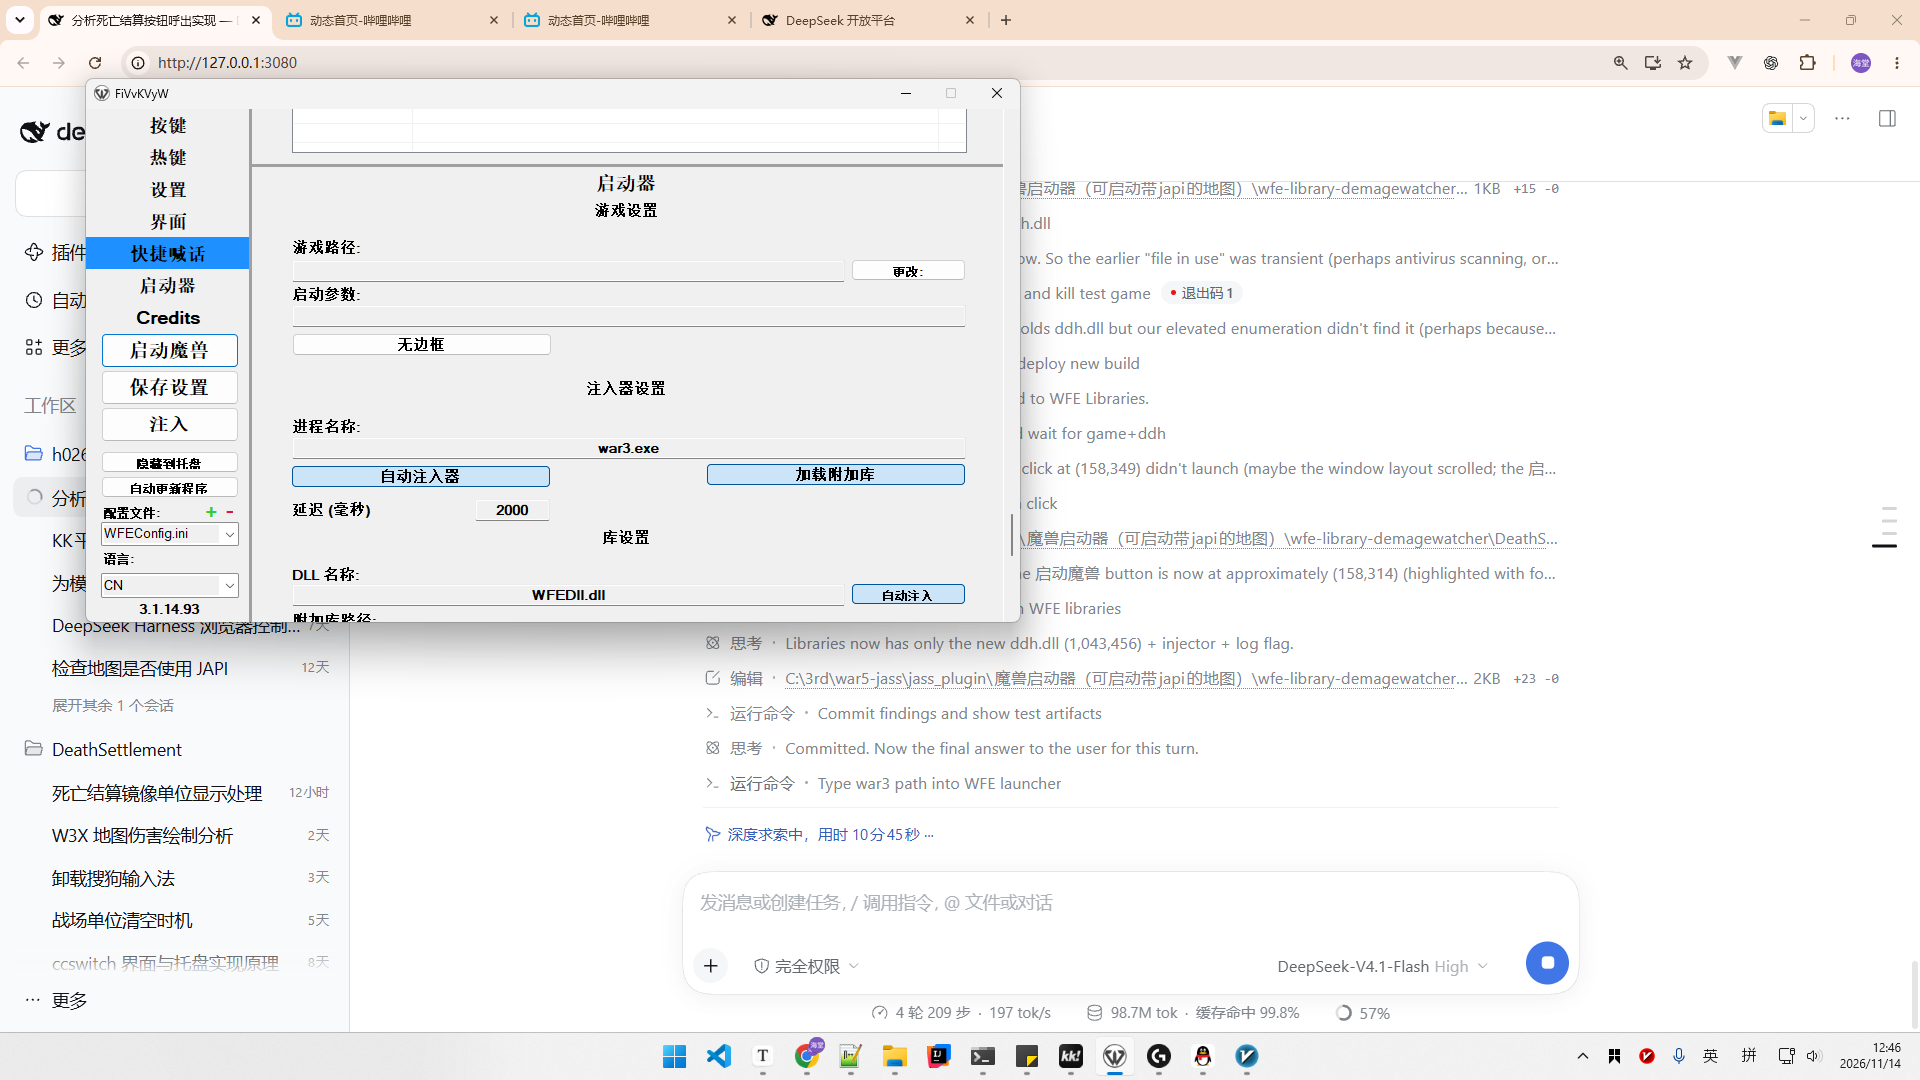 分析死亡结算按钮呼出实现 —
动态首页-哔哩哔哩
动态首页-哔哩哔哩
DeepSeek 开放平台
http://127.0.0.1:3080
海堂
FiVvKVyW
按键
热键
设置
界面
快捷喊话
启动器
Credits
启动魔兽
保存设置
注入
隐藏到托盘
自动更新程序
配置文件:
+ -
WFEConfig.ini
语言:
CN
3.1.14.93
启动器
游戏设置
游戏路径:
更改:
启动参数:
无边框
注入器设置
进程名称:
war3.exe
自动注入器
加载附加库
延迟 (毫秒)
2000
库设置
DLL 名称:
WFEDll.dll
自动注入
附加库路径:
de
插件
自动
更多
工作区
h026
分析
KK平
为模
DeepSeek Harness 浏览器控制... 7天
检查地图是否使用 JAPI 12天
展开其余 1 个会话
DeathSettlement
死亡结算镜像单位显示处理 12小时
W3X 地图伤害绘制分析 2天
卸载搜狗输入法 3天
战场单位清空时机 5天
ccswitch 界面与托盘实现原理 8天
更多
兽启动器（可启动带japi的地图）\wfe-library-demagewatcher... 1KB +15 -0
h.dll
ow. So the earlier "file in use" was transient (perhaps antivirus scanning, or...
and kill test game 退出码 1
olds ddh.dll but our elevated enumeration didn't find it (perhaps because...
deploy new build
d to WFE Libraries.
d wait for game+ddh
click at (158,349) didn't launch (maybe the window layout scrolled; the 启...
click
\魔兽启动器（可启动带japi的地图）\wfe-library-demagewatcher\DeathS...
e 启动魔兽 button is now at approximately (158,314) (highlighted with fo...
n WFE libraries
思考 · Libraries now has only the new ddh.dll (1,043,456) + injector + log flag.
编辑 · C:\3rd\war5-jass\jass_plugin\魔兽启动器（可启动带japi的地图）\wfe-library-demagewatcher... 2KB +23 -0
运行命令 · Commit findings and show test artifacts
思考 · Committed. Now the final answer to the user for this turn.
运行命令 · Type war3 path into WFE launcher
深度求索中，用时 10分45秒 ...
发消息或创建任务, / 调用指令, @ 文件或对话
完全权限
DeepSeek-V4.1-Flash High
4 轮 209 步 · 197 tok/s
98.7M tok · 缓存命中 99.8%
57%
T
海堂
kk!
英
拼
12:46
2026/11/14